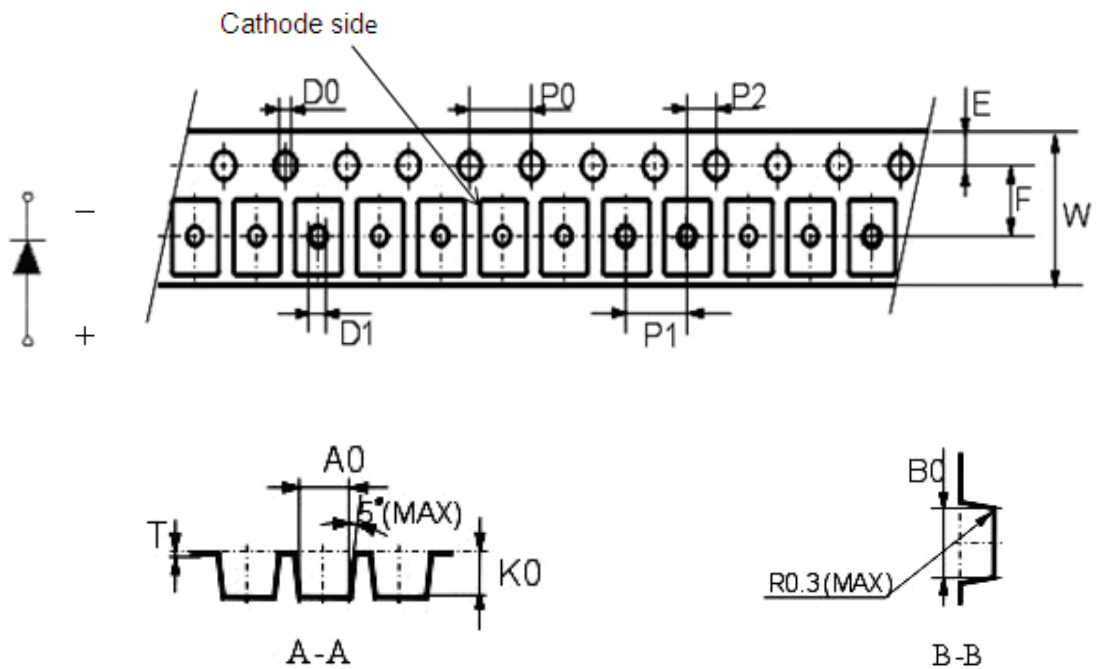 Cathode side
D0
P0
P2
E
F
W
−
+
D1
P1
A0
5°(MAX)
T
K0
A-A
B0
R0.3(MAX)
B-B